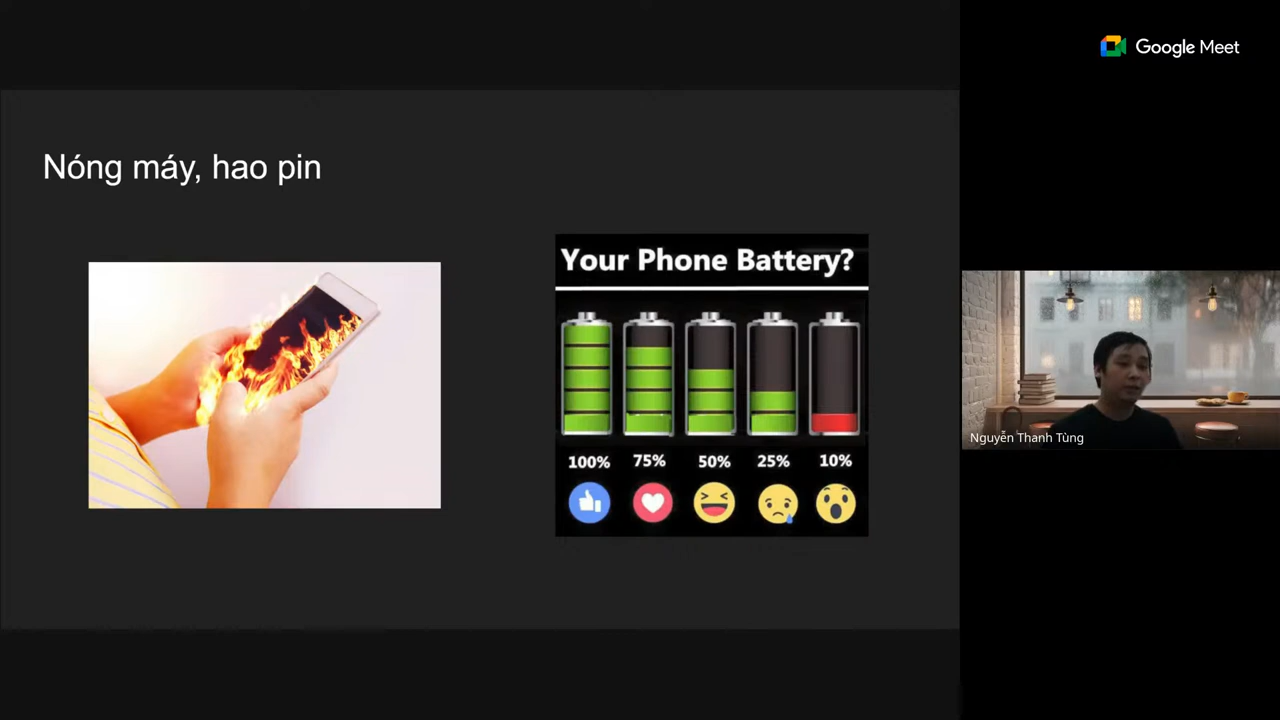 Google Meet
Nóng máy, hao pin
Your Phone Battery?
100% 75% 50% 25% 10%
Nguyễn Thanh Tùng